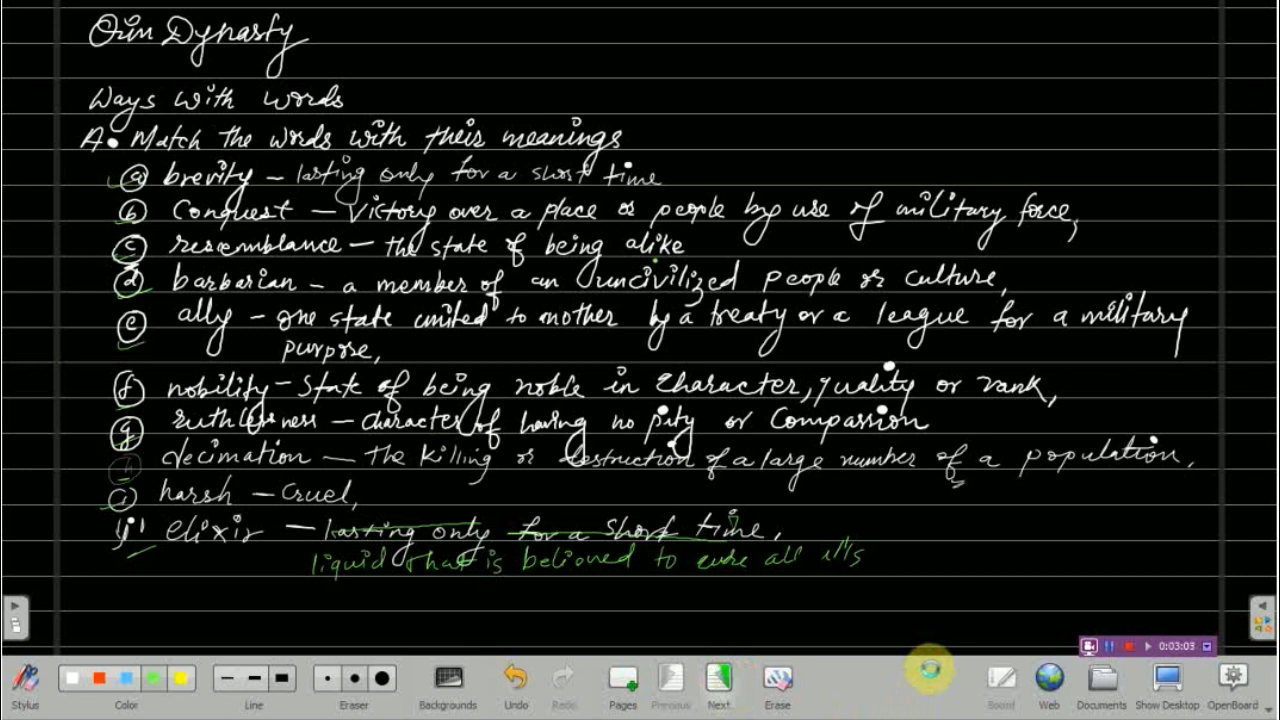 Qin Dynasty
Ways with words
A. Match the words with their meanings
a brevity - lasting only for a short time
b Conquest - Victory over a place or people by use of military force,
c resemblance - the state of being alike
d barbarian - a member of an uncivilized people or culture,
e ally - one state united to another by a treaty or a league for a military
purpose,
f nobility - State of being noble in character, quality or rank,
g ruthlessness - character of having no pity or Compassion
h decimation - the killing or destruction of a large number of a population,
i harsh - Cruel,
j elixir - lasting only for a short time,
liquid that is believed to cure all ills
0:03:03
Stylus Color Line Eraser Backgrounds Undo Redo Pages Previous Next Erase Board Web Documents Show Desktop OpenBoard